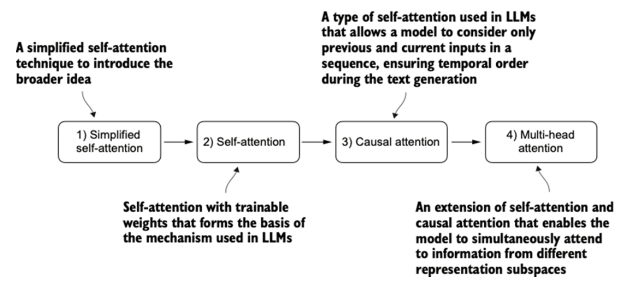 A simplified self-attention
technique to introduce the
broader idea
A type of self-attention used in LLMs
that allows a model to consider only
previous and current inputs in a
sequence, ensuring temporal order
during the text generation
1) Simplified
self-attention
2) Self-attention
3) Causal attention
4) Multi-head
attention
Self-attention with trainable
weights that forms the basis of
the mechanism used in LLMs
An extension of self-attention and
causal attention that enables the
model to simultaneously attend
to information from different
representation subspaces